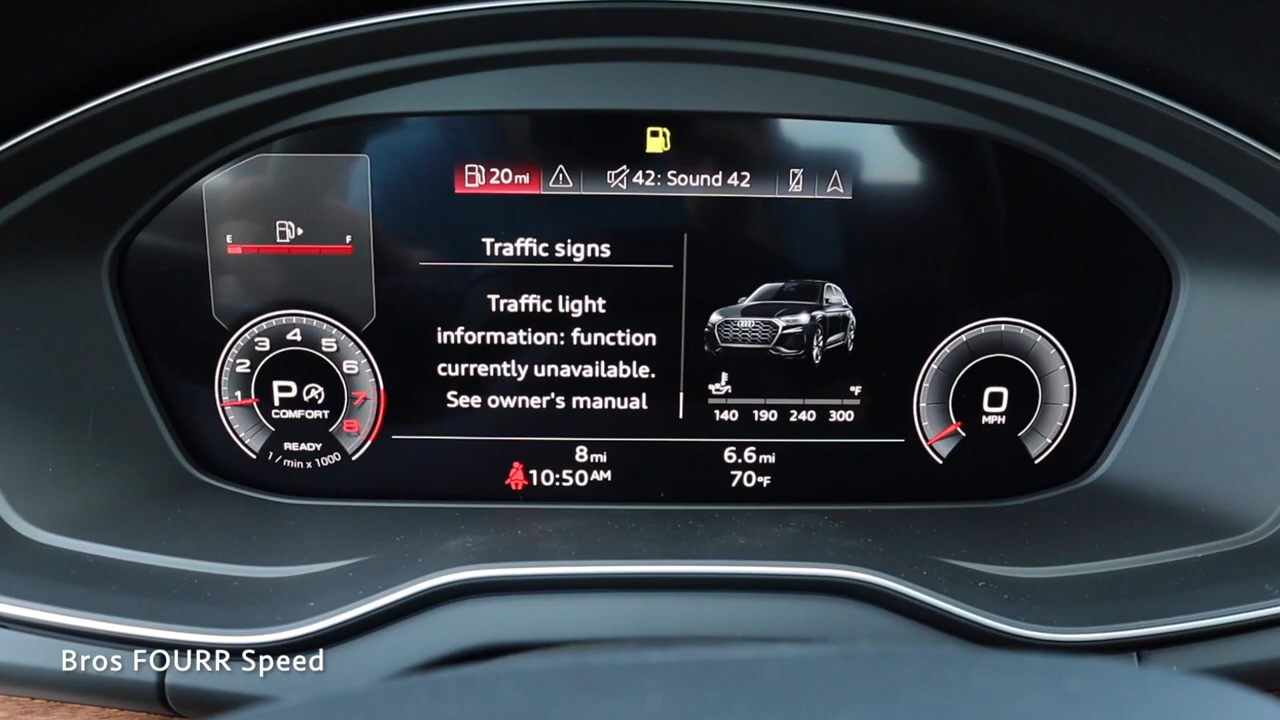 20 mi
42: Sound 42
E
F
Traffic signs
Traffic light
information: function
currently unavailable.
See owner's manual
1
2
3
4
5
6
7
8
P
COMFORT
READY
1 / min x 1000
°F
140 190 240 300
0
MPH
8 mi
10:50 AM
6.6 mi
70 °F
Bros FOURR Speed